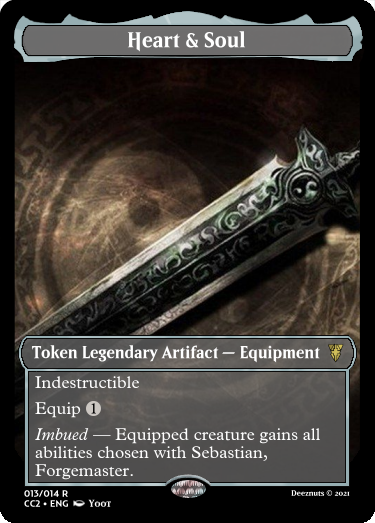 Heart & Soul
Token Legendary Artifact — Equipment
Indestructible
Equip 1
Imbued — Equipped creature gains all
abilities chosen with Sebastian,
Forgemaster.
013/014 R
CC2 • ENG Yoot
Deeznuts © 2021